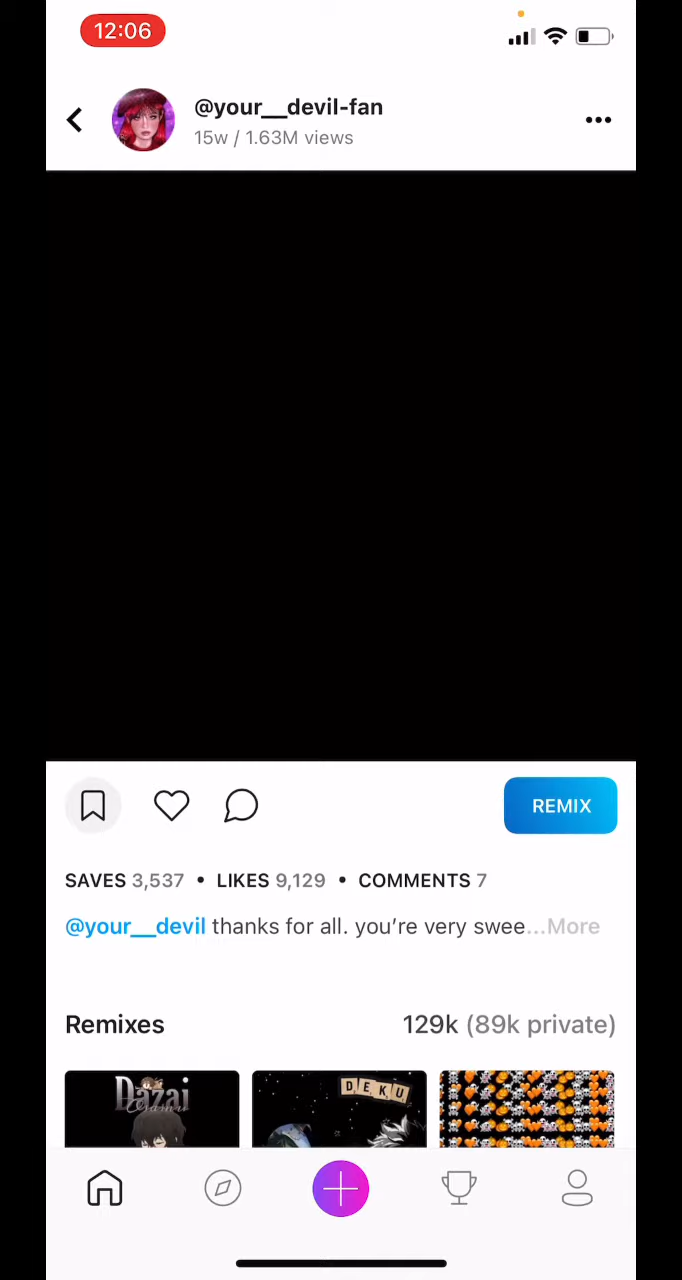 12:06
@your__devil-fan
15w / 1.63M views
REMIX
SAVES 3,537 • LIKES 9,129 • COMMENTS 7
@your__devil thanks for all. you’re very swee...More
Remixes 129k (89k private)
Dazai
Osamu
DEKU